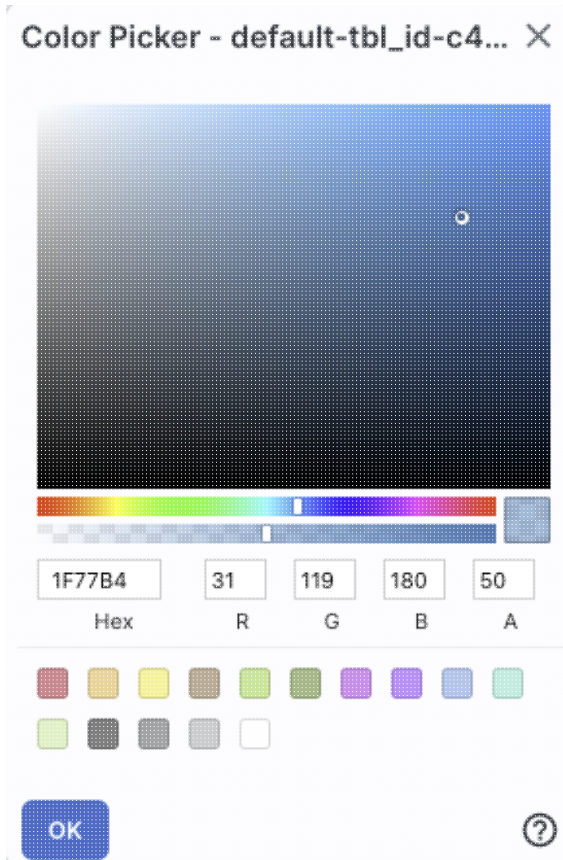 Color Picker - default-tbl_id-c4...
1F77B4 31 119 180 50
Hex R G B A
OK